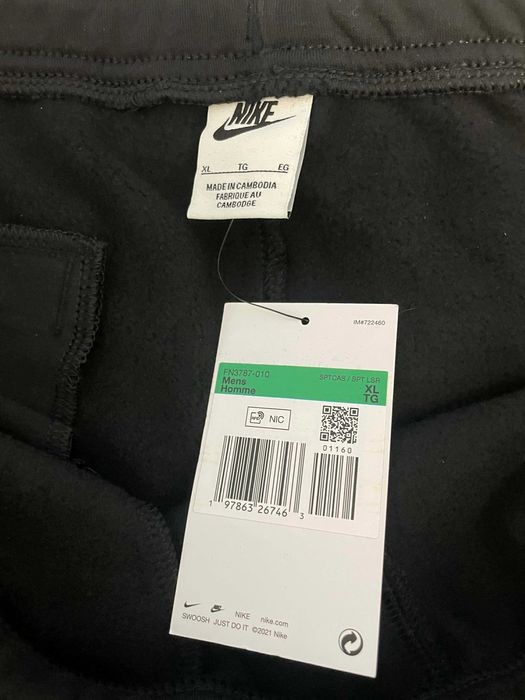 NIKE
XL TG EG
MADE IN CAMBODIA
FABRIQUE AU
CAMBODGE
IM#722460
FN3787-010 SPTCAS / SPT LSR
Mens XL
Homme TG
NIC
01160
1 97863 26746 3
NIKE nike.com
SWOOSH JUST DO IT ©2021 Nike